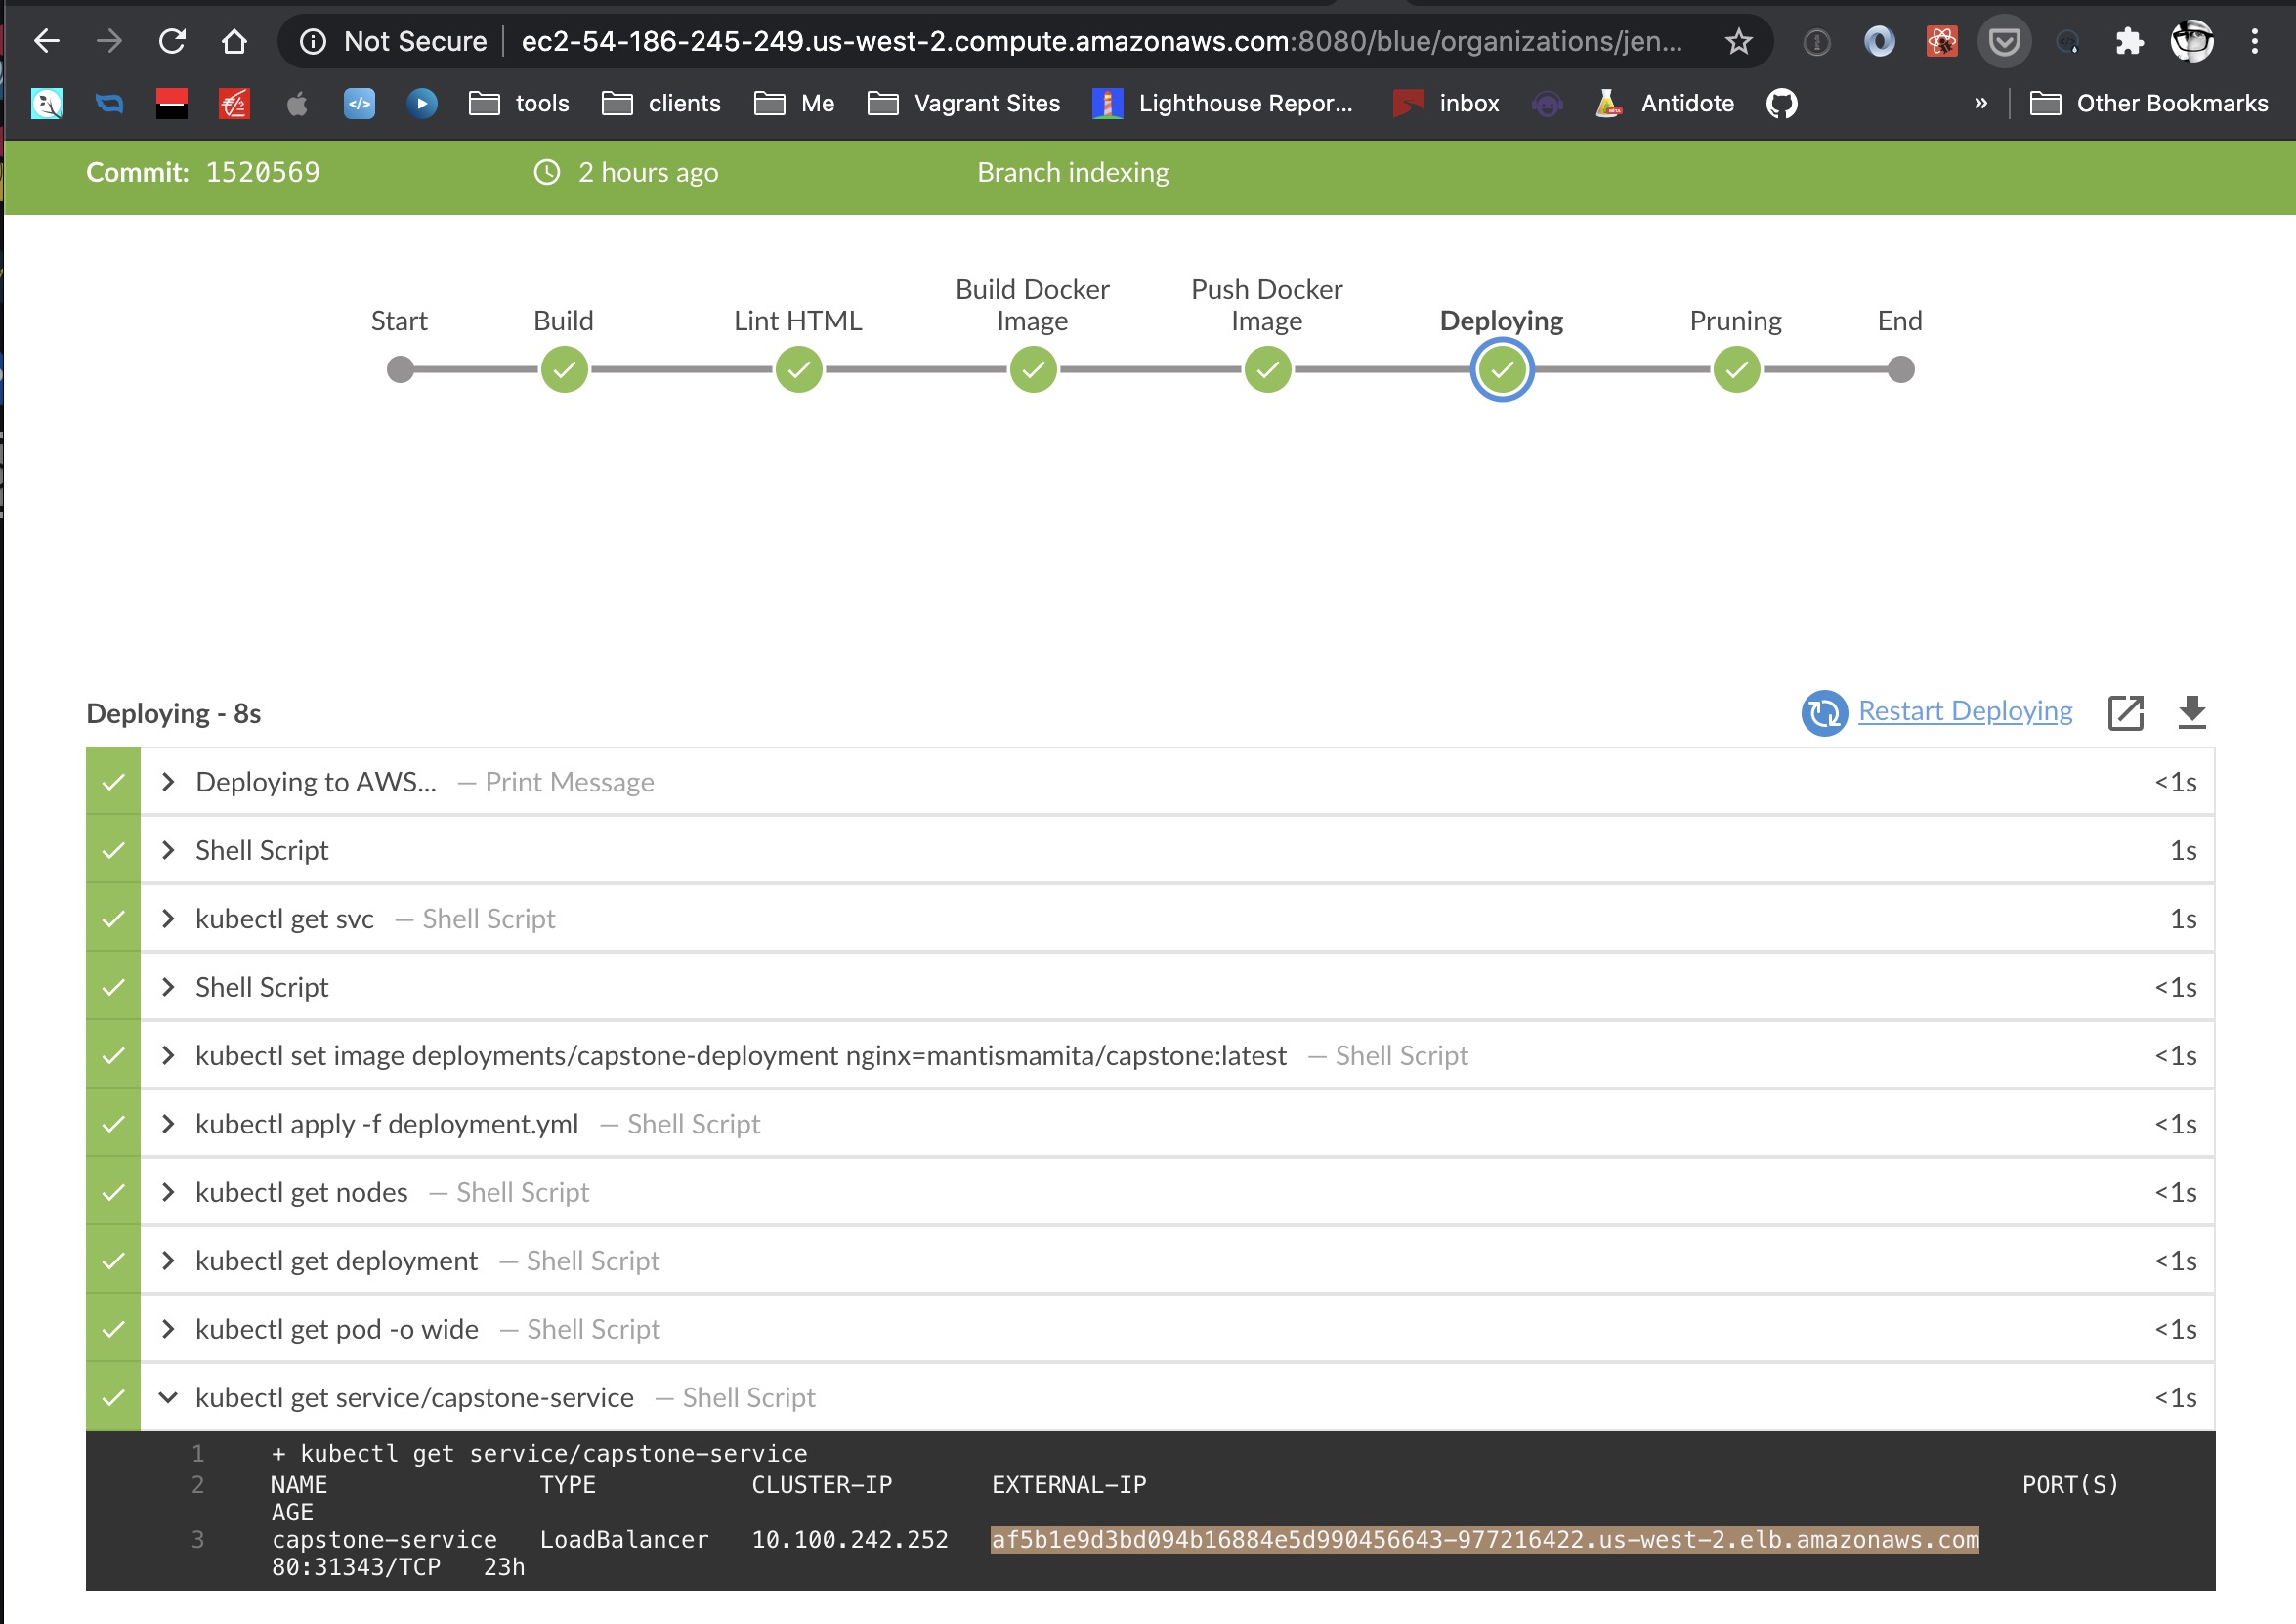 Not Secure ec2-54-186-245-249.us-west-2.compute.amazonaws.com:8080/blue/organizations/jen...
tools clients Me Vagrant Sites Lighthouse Repor... inbox Antidote » Other Bookmarks
Commit: 1520569 2 hours ago Branch indexing
Start Build Lint HTML Build Docker Image Push Docker Image Deploying Pruning End
Deploying - 8s Restart Deploying
Deploying to AWS... — Print Message <1s
Shell Script 1s
kubectl get svc — Shell Script 1s
Shell Script <1s
kubectl set image deployments/capstone-deployment nginx=mantismamita/capstone:latest — Shell Script <1s
kubectl apply -f deployment.yml — Shell Script <1s
kubectl get nodes — Shell Script <1s
kubectl get deployment — Shell Script <1s
kubectl get pod -o wide — Shell Script <1s
kubectl get service/capstone-service — Shell Script <1s
1 + kubectl get service/capstone-service
2 NAME TYPE CLUSTER-IP EXTERNAL-IP PORT(S)
AGE
3 capstone-service LoadBalancer 10.100.242.252 af5b1e9d3bd094b16884e5d990456643-977216422.us-west-2.elb.amazonaws.com
80:31343/TCP 23h